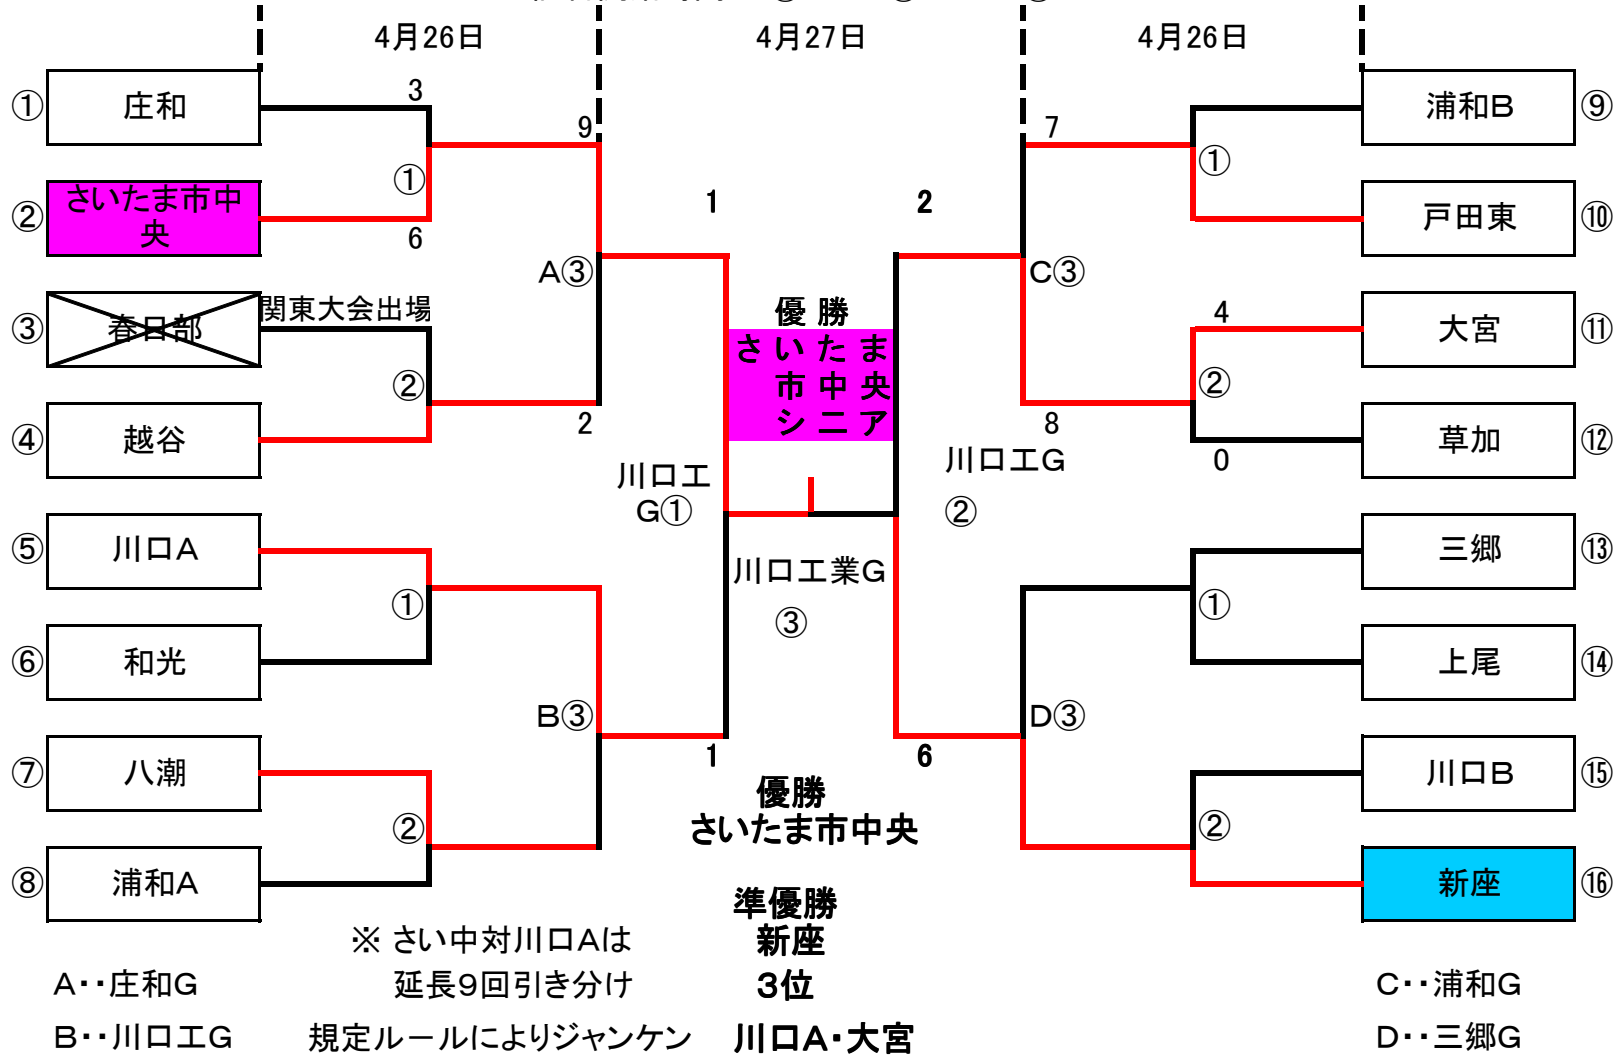 4月26日
4月27日
4月26日
① 庄和
3
9
7
浦和B ⑨
①
①
② さいたま市中
央
6
1
2
戸田東 ⑩
A③
C③
③ 春日部
関東大会出場
優 勝
さ い た ま
市 中 央
シ ニ ア
4
大宮 ⑪
②
②
④ 越谷
2
8
0
草加 ⑫
川口工
G①
川口工G
②
⑤ 川口A
三郷 ⑬
川口工業G
③
①
①
⑥ 和光
上尾 ⑭
B③
D③
⑦ 八潮
1
6
川口B ⑮
優勝
さいたま市中央
②
②
⑧ 浦和A
新座 ⑯
準優勝
新座
3位
川口A・大宮
※ さい中対川口Aは
延長9回引き分け
規定ルールによりジャンケン
A・・庄和G
B・・川口工G
C・・浦和G
D・・三郷G